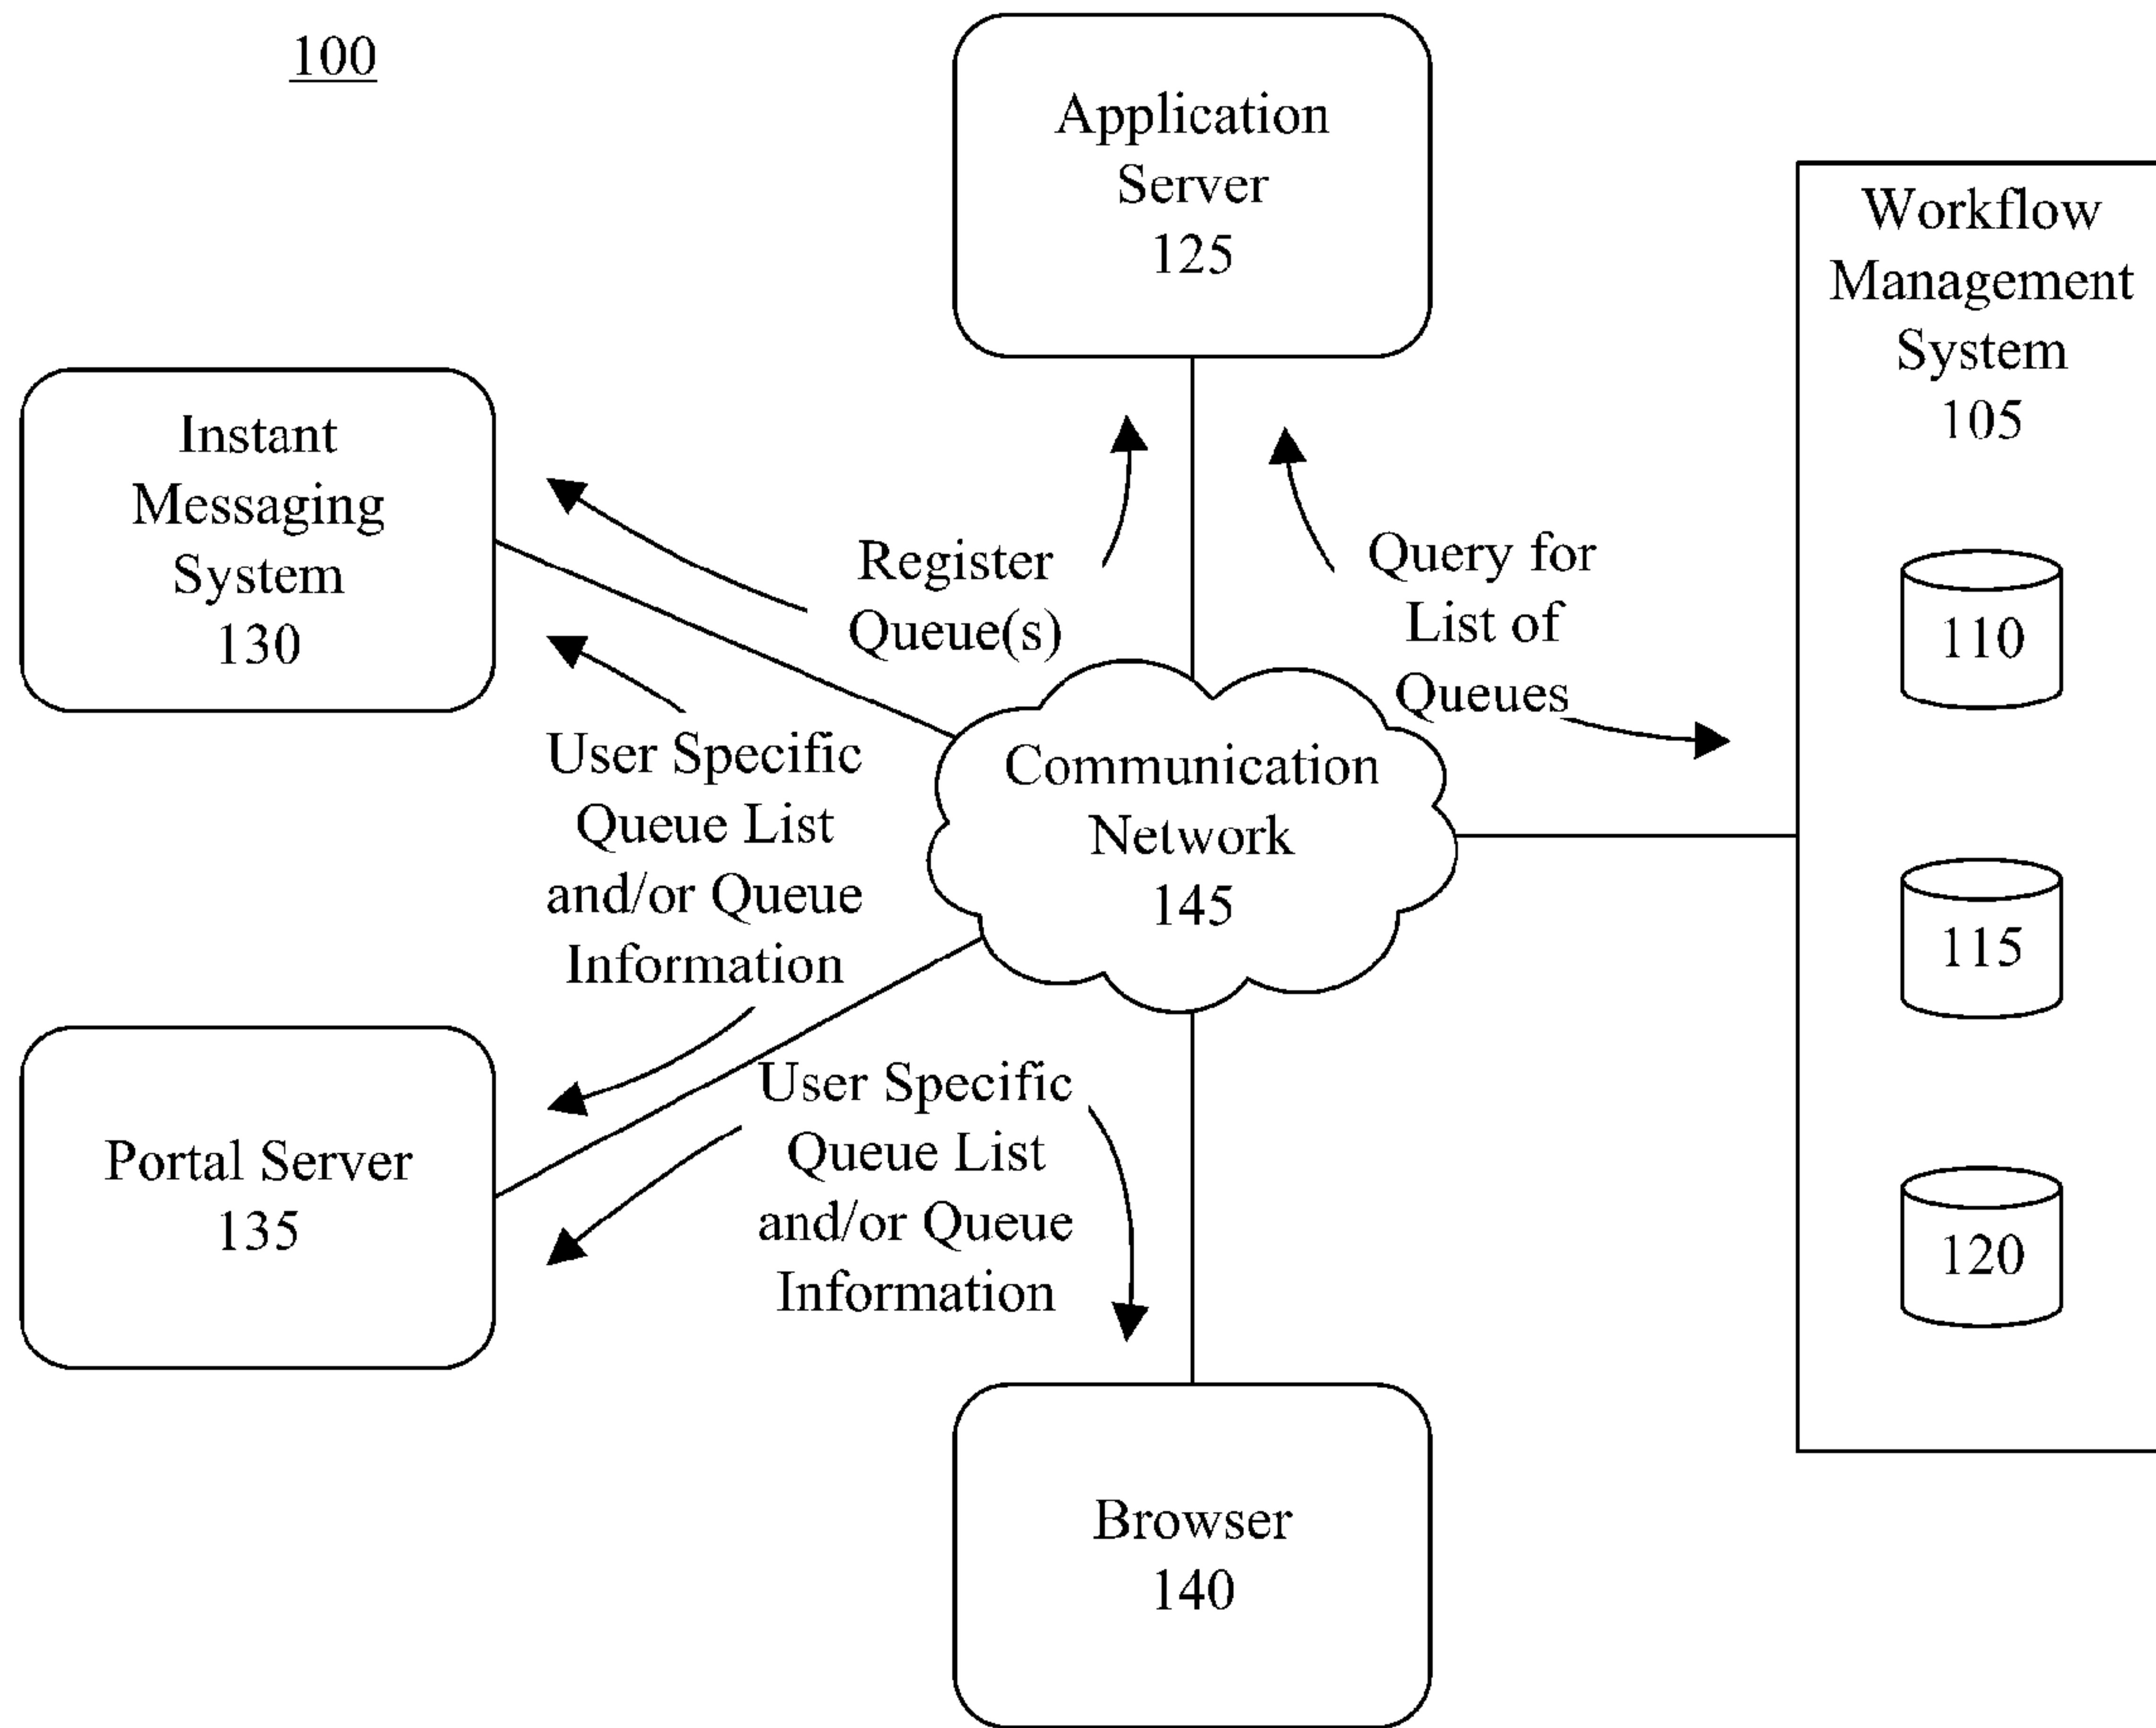 100
Application
Server
125
Workflow
Management
System
105
110
115
120
Instant
Messaging
System
130
Register
Queue(s)
Query for
List of
Queues
User Specific
Queue List
and/or Queue
Information
Communication
Network
145
Portal Server
135
User Specific
Queue List
and/or Queue
Information
Browser
140